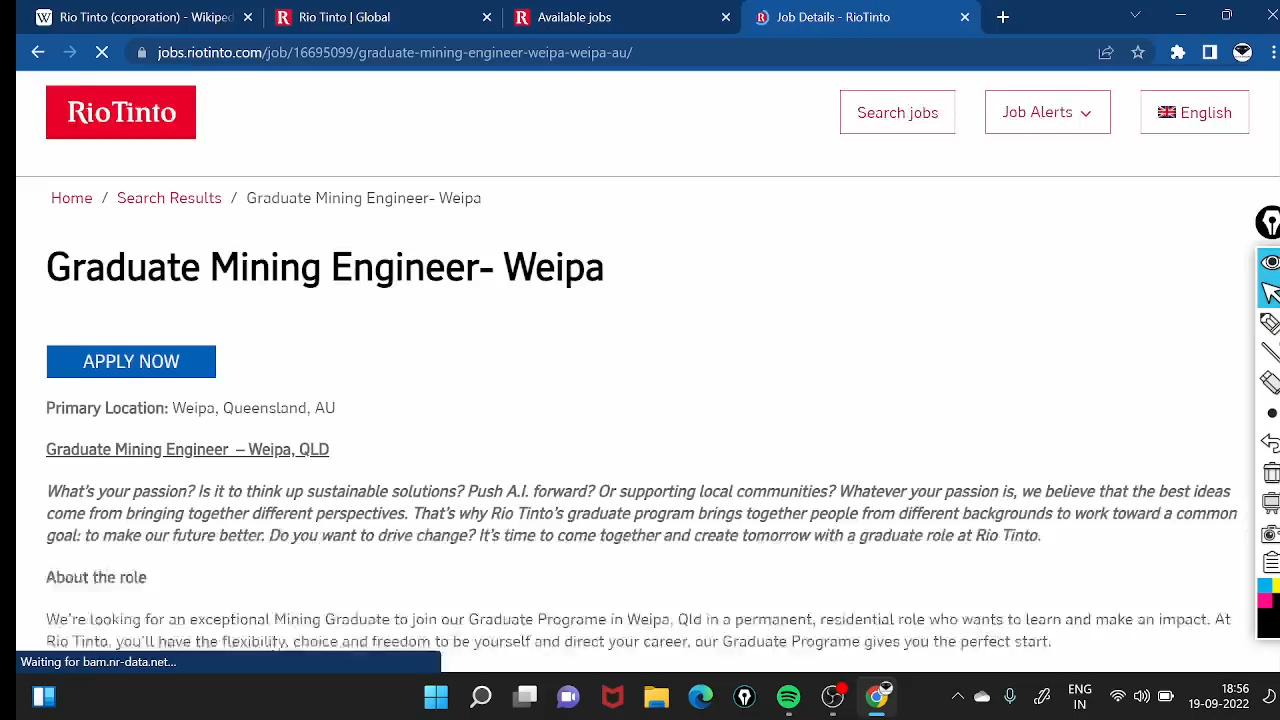 Rio Tinto (corporation) - Wikiped
Rio Tinto | Global
Available jobs
Job Details - RioTinto
jobs.riotinto.com/job/16695099/graduate-mining-engineer-weipa-weipa-au/
RioTinto
Search jobs
Job Alerts
English
Home / Search Results / Graduate Mining Engineer- Weipa
Graduate Mining Engineer- Weipa
APPLY NOW
Primary Location: Weipa, Queensland, AU
Graduate Mining Engineer – Weipa, QLD
What's your passion? Is it to think up sustainable solutions? Push A.I. forward? Or supporting local communities? Whatever your passion is, we believe that the best ideas
come from bringing together different perspectives. That's why Rio Tinto's graduate program brings together people from different backgrounds to work toward a common
goal: to make our future better. Do you want to drive change? It's time to come together and create tomorrow with a graduate role at Rio Tinto.
About the role
We're looking for an exceptional Mining Graduate to join our Graduate Programe in Weipa, Qld in a permanent, residential role who wants to learn and make an impact. At
Rio Tinto, you'll have the flexibility, choice and freedom to be yourself and direct your career, our Graduate Programe gives you the perfect start.
Waiting for bam.nr-data.net...
ENG
IN
18:56
19-09-2022